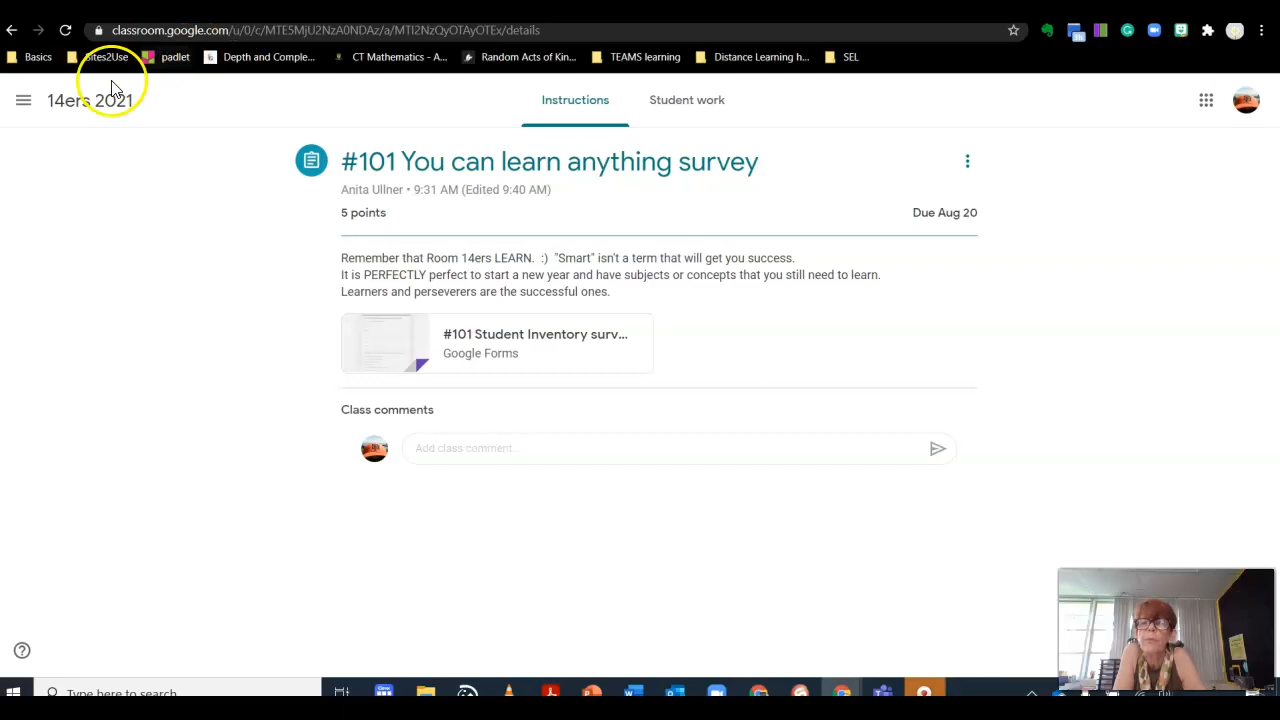 classroom.google.com/u/0/c/MTE5MjU2NzA0NDAz/a/MTI2NzQyOTAyOTEx/details
Basics
Bites2Use
padlet
Depth and Comple...
CT Mathematics - A...
Random Acts of Kin...
TEAMS learning
Distance Learning h...
SEL
14ers 2021
Instructions
Student work
#101 You can learn anything survey
Anita Ullner • 9:31 AM (Edited 9:40 AM)
5 points
Due Aug 20
Remember that Room 14ers LEARN. :) "Smart" isn't a term that will get you success.
It is PERFECTLY perfect to start a new year and have subjects or concepts that you still need to learn.
Learners and perseverers are the successful ones.
#101 Student Inventory surv...
Google Forms
Class comments
Add class comment...
Type here to search